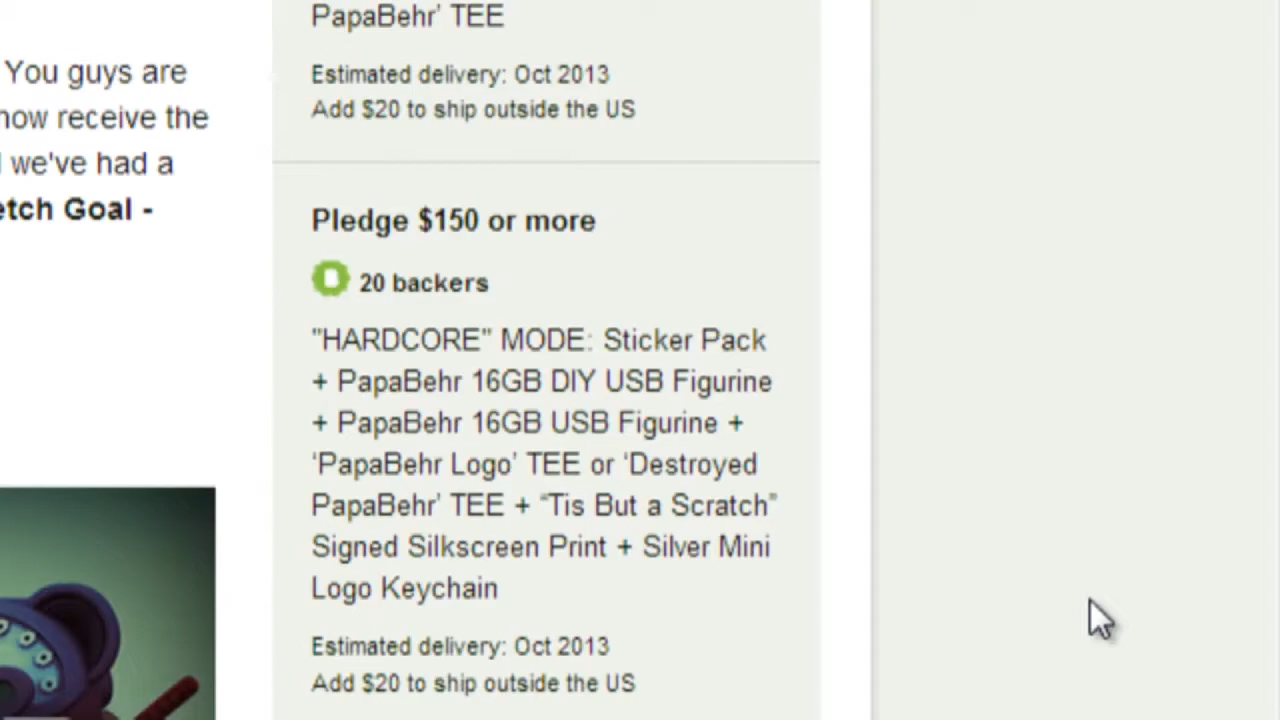 PapaBehr’ TEE
Estimated delivery: Oct 2013
Add $20 to ship outside the US
You guys are
now receive the
we've had a
etch Goal -
Pledge $150 or more
20 backers
"HARDCORE" MODE: Sticker Pack
+ PapaBehr 16GB DIY USB Figurine
+ PapaBehr 16GB USB Figurine +
‘PapaBehr Logo’ TEE or ‘Destroyed
PapaBehr’ TEE + “Tis But a Scratch”
Signed Silkscreen Print + Silver Mini
Logo Keychain
Estimated delivery: Oct 2013
Add $20 to ship outside the US